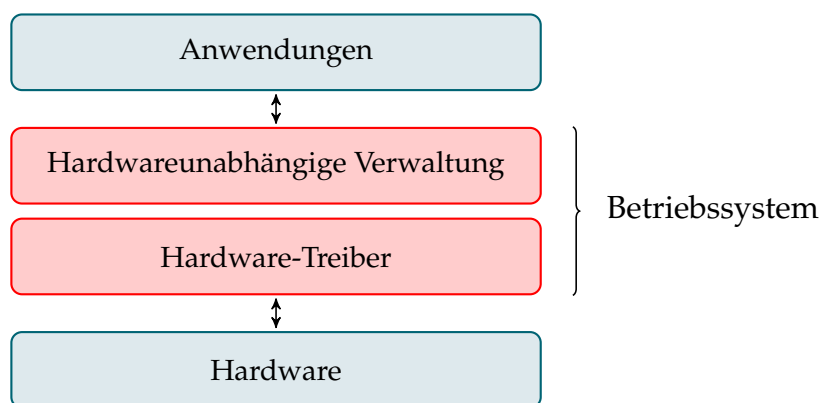 Anwendungen
Hardwareunabhängige Verwaltung
Betriebssystem
Hardware-Treiber
Hardware